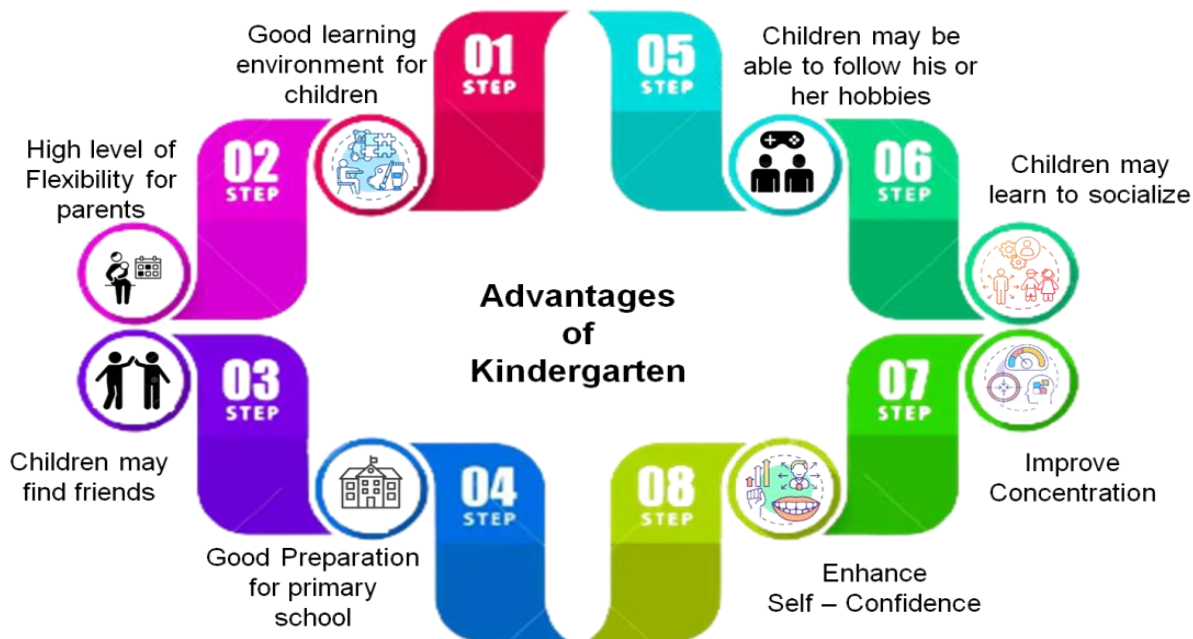 Advantages
of
Kindergarten
01
STEP
Good learning
environment for
children
02
STEP
High level of
Flexibility for
parents
03
STEP
Children may
find friends
04
STEP
Good Preparation
for primary
school
05
STEP
Children may be
able to follow his or
her hobbies
06
STEP
Children may
learn to socialize
07
STEP
Improve
Concentration
08
STEP
Enhance
Self – Confidence